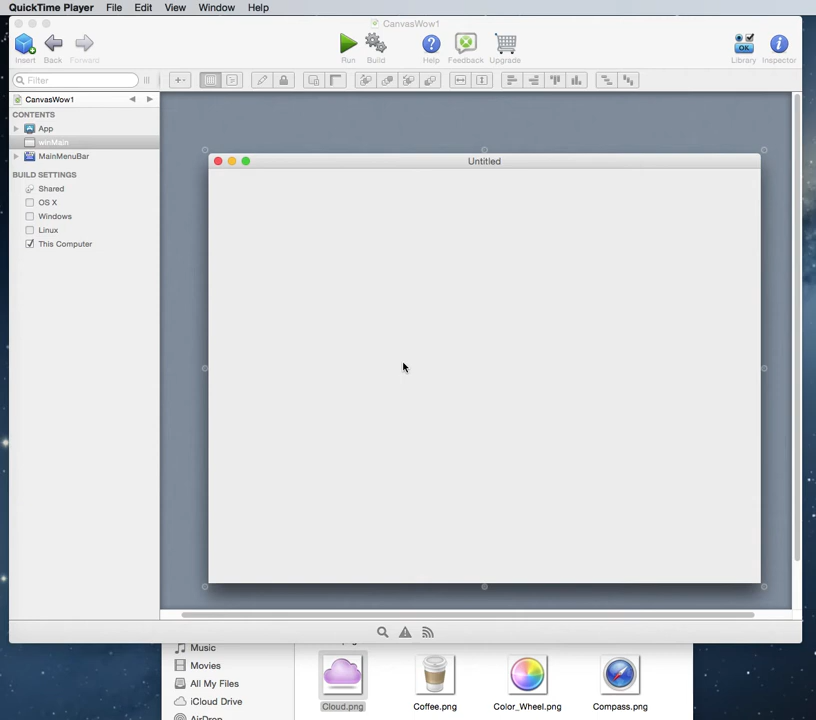 QuickTime Player File Edit View Window Help
CanvasWow1
Insert Back Forward Run Build Help Feedback Upgrade Library Inspector
Filter
CanvasWow1
CONTENTS
App
winMain
MainMenuBar
BUILD SETTINGS
Shared
OS X
Windows
Linux
This Computer
Untitled
OK
Music
Movies
All My Files
iCloud Drive
AirDrop
Cloud.png Coffee.png Color_Wheel.png Compass.png